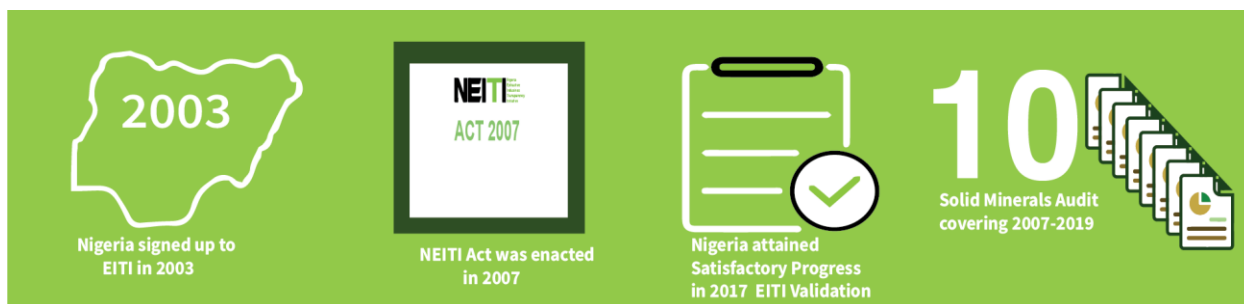 2003
Nigeria signed up to
EITI in 2003
NEITI
ACT 2007
NEITI Act was enacted
in 2007
Nigeria attained
Satisfactory Progress
in 2017 EITI Validation
10
Solid Minerals Audit
covering 2007-2019